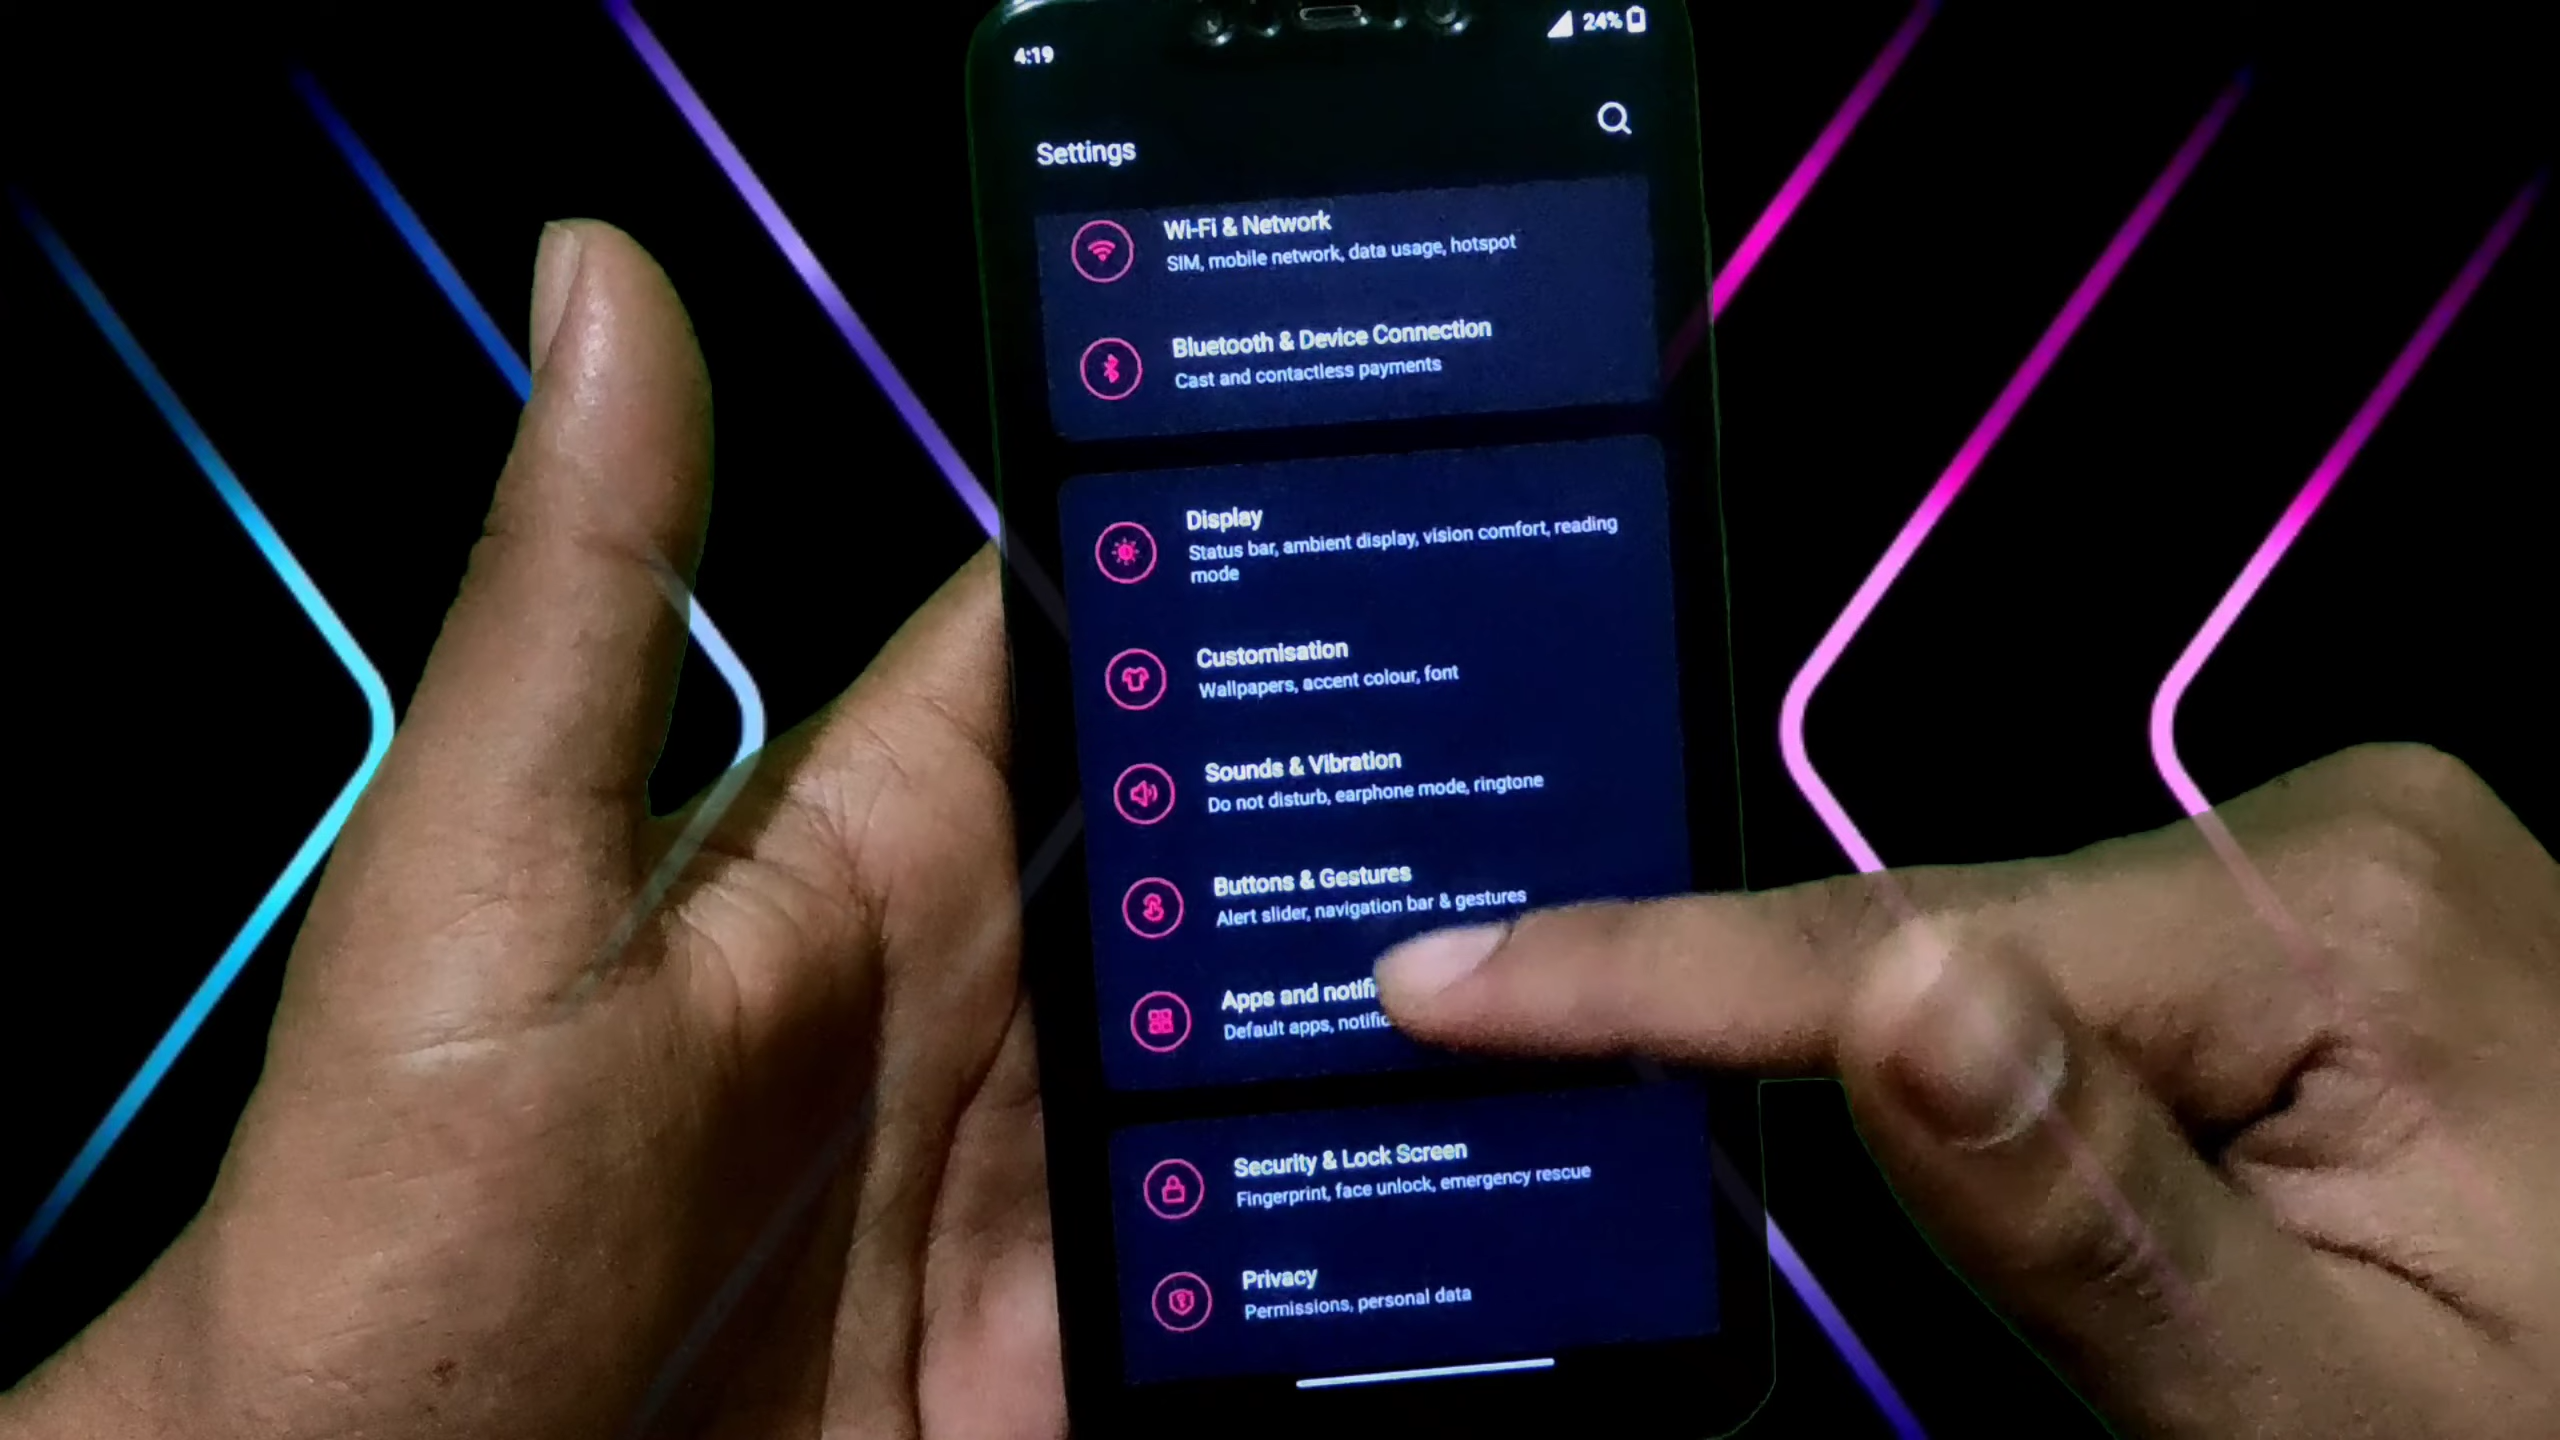 4:19
24%
Settings
Wi-Fi & Network
SIM, mobile network, data usage, hotspot
Bluetooth & Device Connection
Cast and contactless payments
Display
Status bar, ambient display, vision comfort, reading
mode
Customisation
Wallpapers, accent colour, font
Sounds & Vibration
Do not disturb, earphone mode, ringtone
Buttons & Gestures
Alert slider, navigation bar & gestures
Apps and
Default apps,
Security & Lock Screen
Fingerprint, face unlock, emergency rescue
Privacy
Permissions, personal data